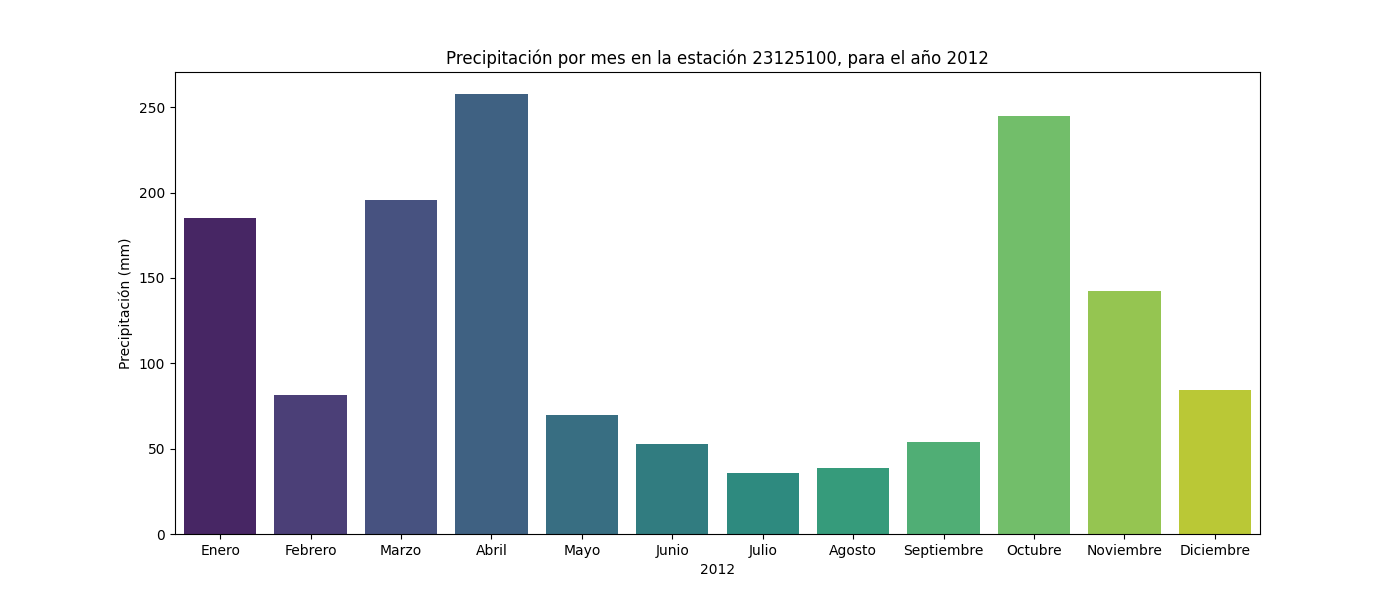 Precipitación por mes en la estación 23125100, para el año 2012
Precipitación (mm)
250
200
150
100
50
0
Enero Febrero Marzo Abril Mayo Junio Julio Agosto Septiembre Octubre Noviembre Diciembre
2012